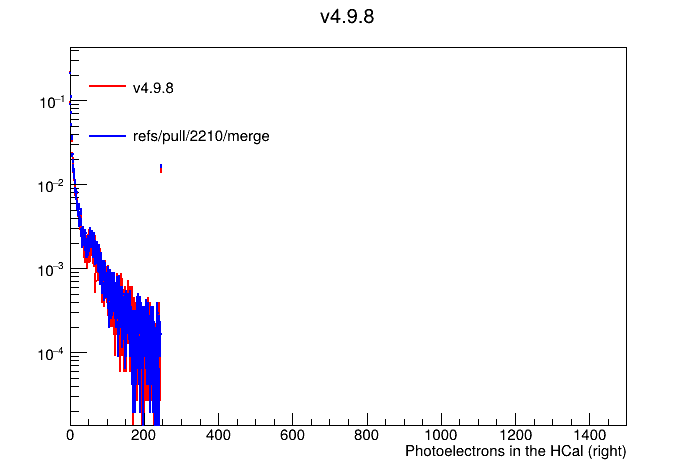 v4.9.8
v4.9.8
refs/pull/2210/merge
10−1
10−2
10−3
10−4
0 200 400 600 800 1000 1200 1400
Photoelectrons in the HCal (right)